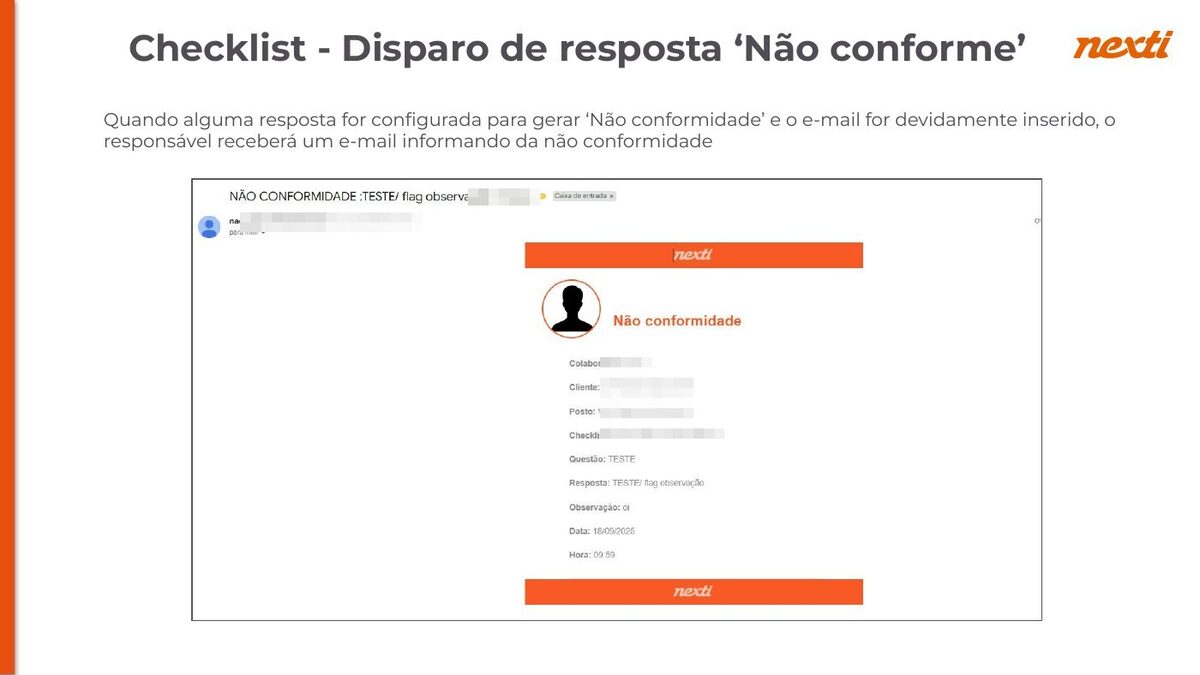 Checklist - Disparo de resposta ‘Não conforme’
nexti
Quando alguma resposta for configurada para gerar ‘Não conformidade’ e o e-mail for devidamente inserido, o
responsável receberá um e-mail informando da não conformidade
NÃO CONFORMIDADE :TESTE/ flag observa
Caixa de entrada x
para mim
nexti
Não conformidade
Cliente:
Posto:
Questão: TESTE
Resposta: TESTE/ flag observação
Observação: oi
Data: 18/09/2025
Hora: 09:59
nexti